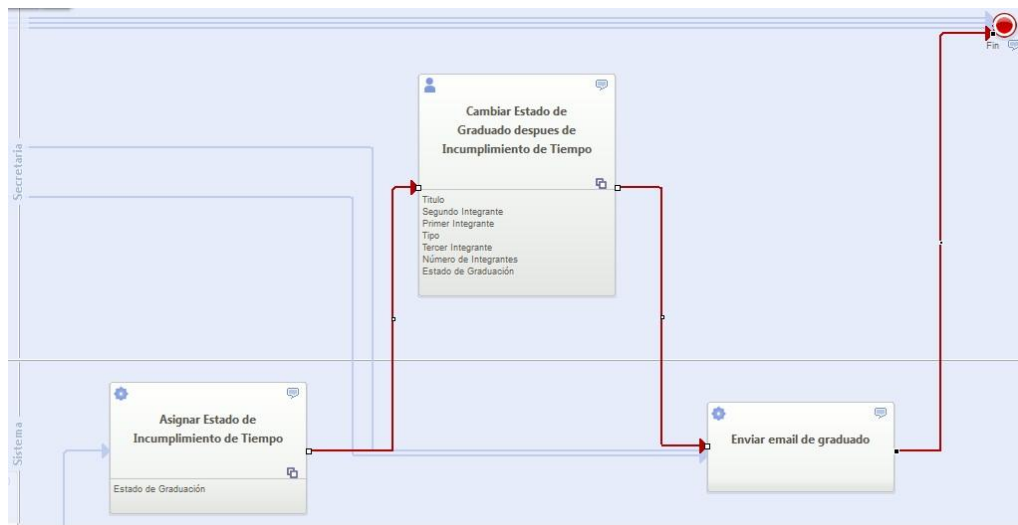 Fin
Secretaria
Cambiar Estado de
Graduado despues de
Incumplimiento de Tiempo
Titulo
Segundo Integrante
Primer Integrante
Tipo
Tercer Integrante
Número de Integrantes
Estado de Graduación
Sistema
Asignar Estado de
Incumplimiento de Tiempo
Estado de Graduación
Enviar email de graduado